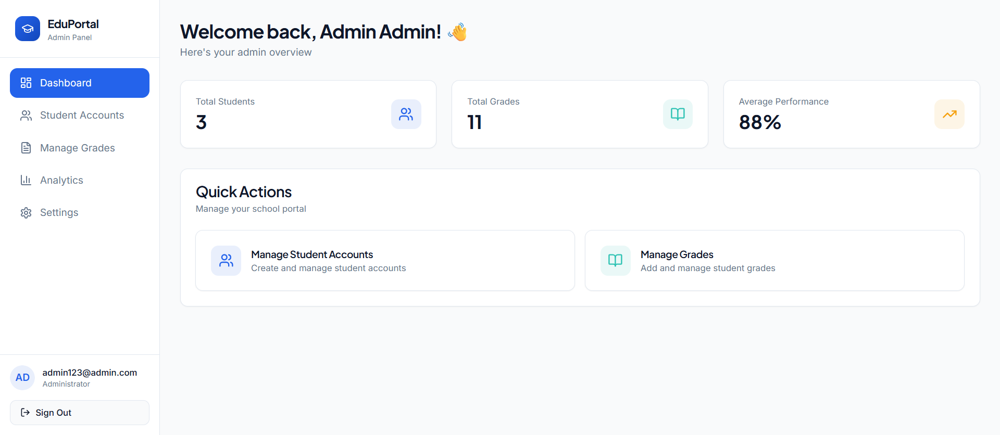 EduPortal
Admin Panel
Dashboard
Student Accounts
Manage Grades
Analytics
Settings
AD
admin123@admin.com
Administrator
Sign Out
Welcome back, Admin Admin! 👋
Here's your admin overview
Total Students
3
Total Grades
11
Average Performance
88%
Quick Actions
Manage your school portal
Manage Student Accounts
Create and manage student accounts
Manage Grades
Add and manage student grades